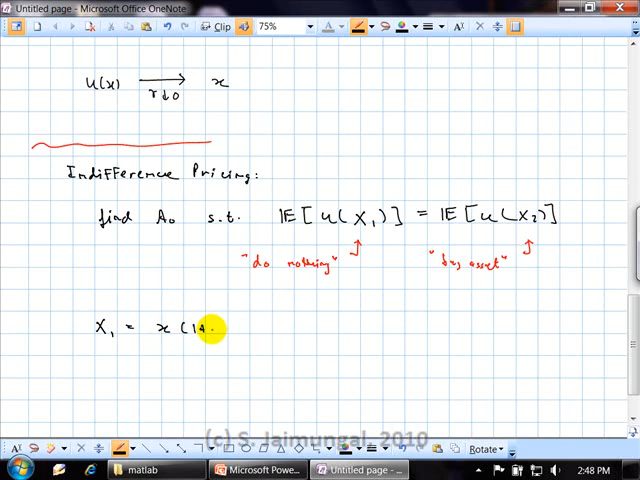 Untitled page - Microsoft Office OneNote
Clip 75%
u(x) → x
γ↓0
Indifference Pricing:
find A₀ s.t. 𝔼[u(X₁)] = 𝔼[u(X₂)]
"do nothing" "buy asset"
X₁ = x (1+
(c) S. Jaimungal, 2010
Rotate
matlab Microsoft Powe... Untitled page - ...
2:48 PM